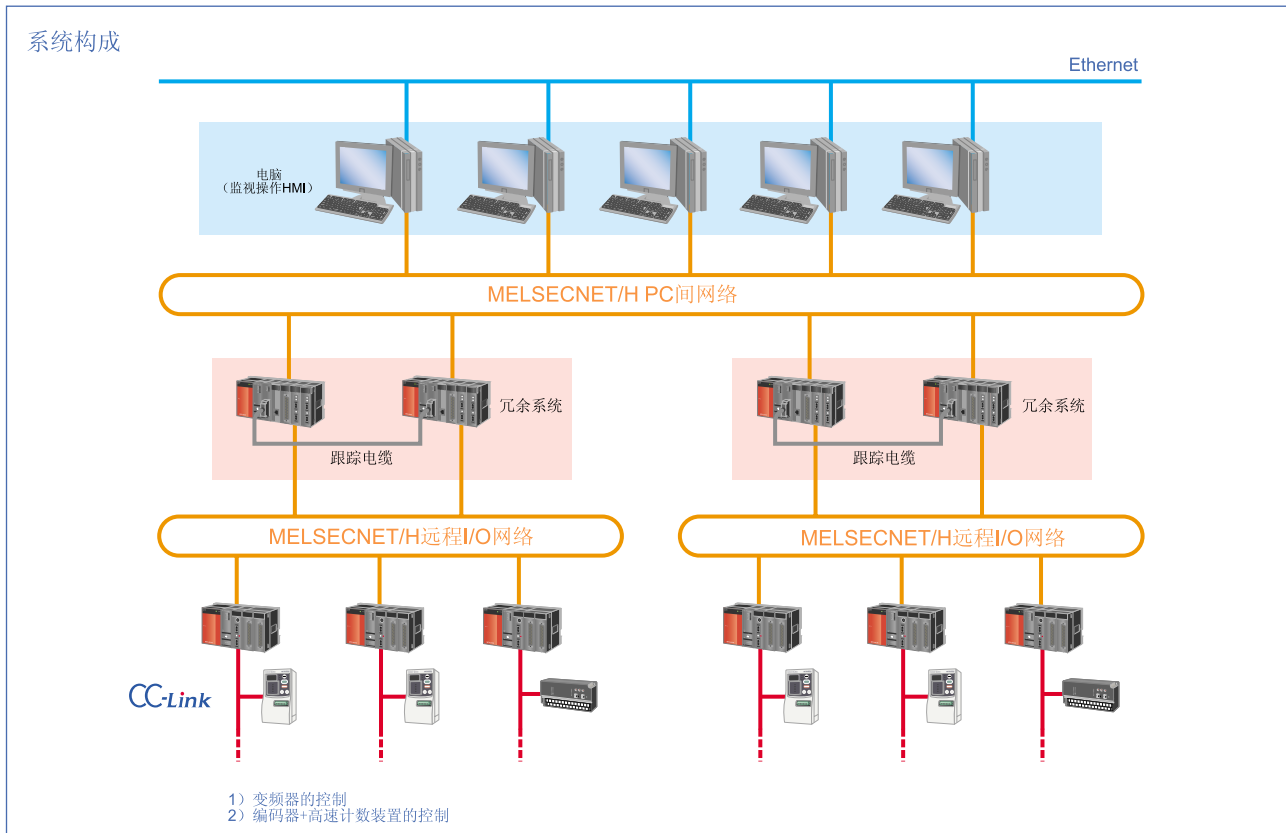 系统构成
Ethernet
电脑
（监视操作HMI）
MELSECNET/H PC间网络
冗余系统
冗余系统
跟踪电缆
跟踪电缆
MELSECNET/H远程I/O网络
MELSECNET/H远程I/O网络
CC-Link
1）变频器的控制
2）编码器+高速计数装置的控制